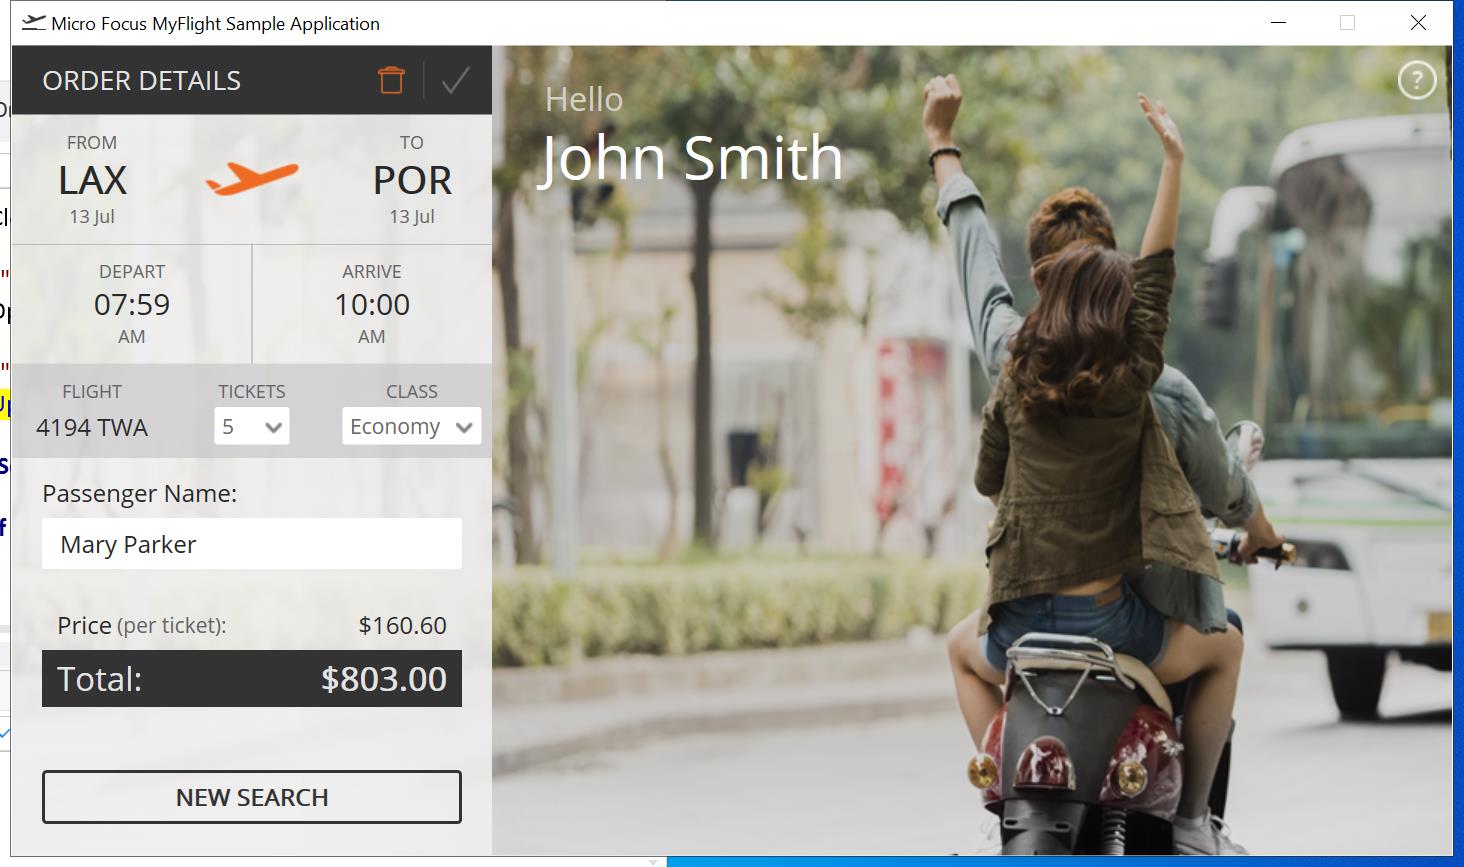 Micro Focus MyFlight Sample Application
ORDER DETAILS
FROM
LAX
13 Jul
TO
POR
13 Jul
DEPART
07:59
AM
ARRIVE
10:00
AM
FLIGHT
4194 TWA
TICKETS
5
CLASS
Economy
Passenger Name:
Mary Parker
Price (per ticket): $160.60
Total: $803.00
NEW SEARCH
Hello
John Smith
?